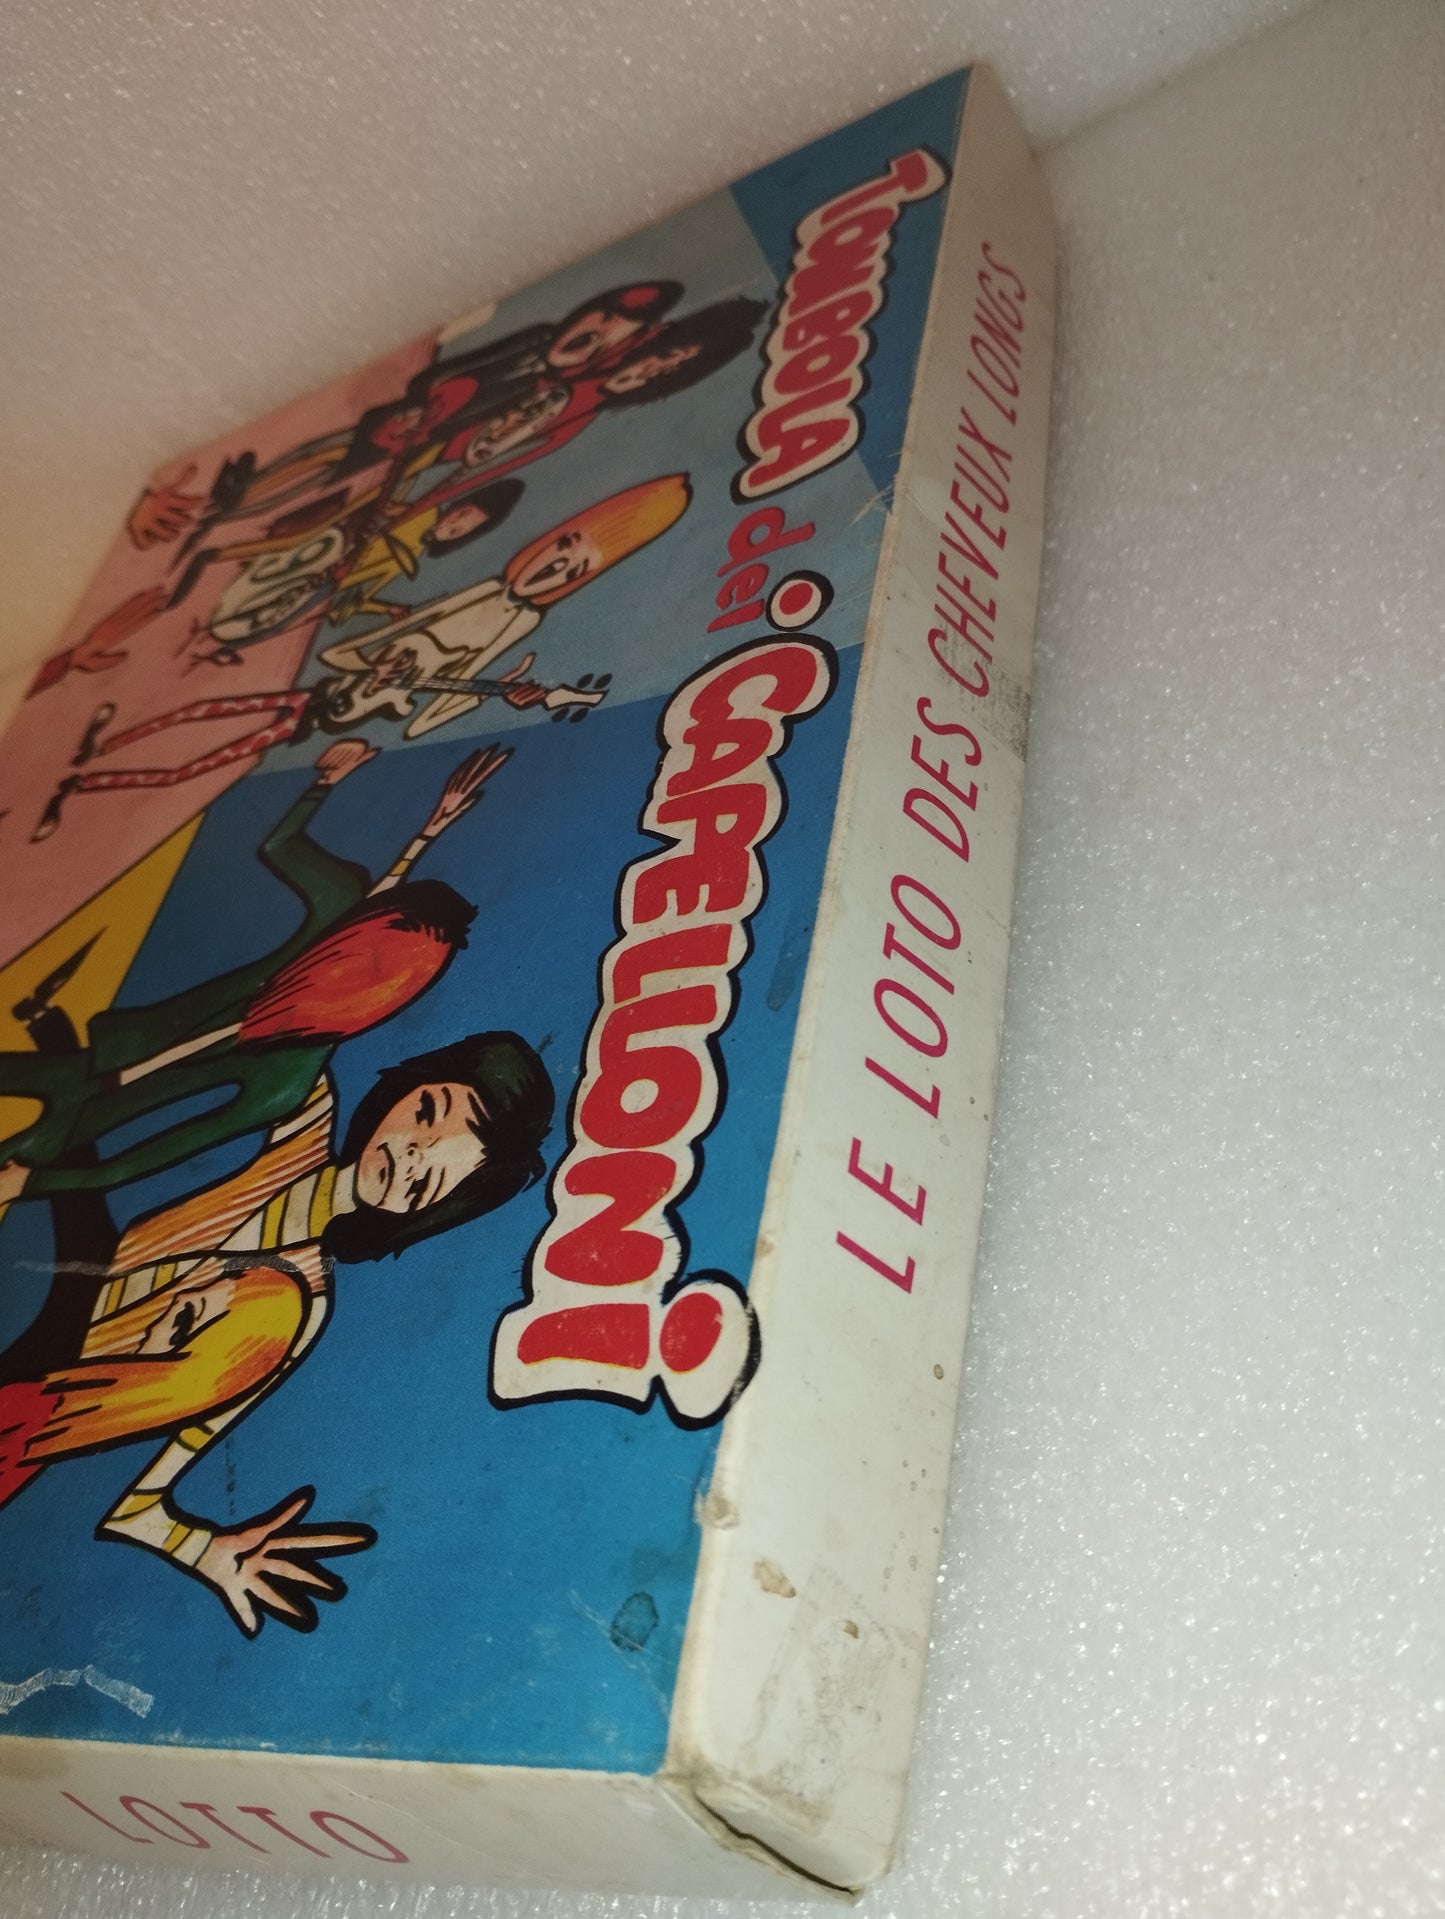 TOMBOLA dei CAPELLONi
LE LOTO DES CHEVEUX LONGS
LOTTO